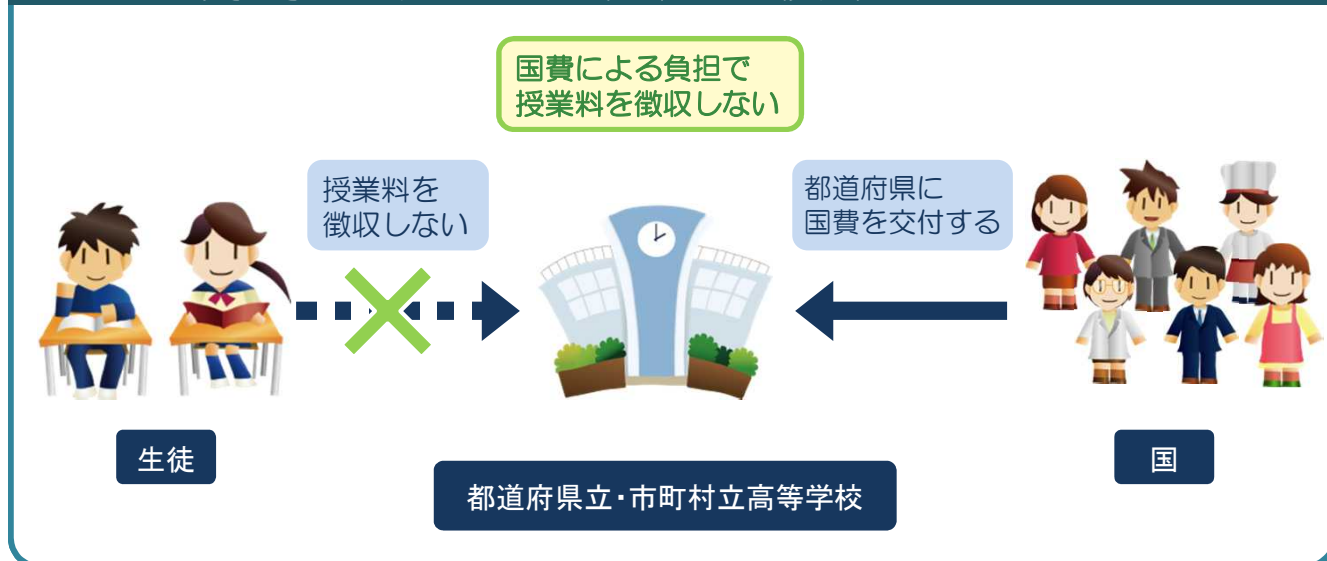 国費による負担で
授業料を徴収しない
授業料を
徴収しない
都道府県に
国費を交付する
生徒
国
都道府県立・市町村立高等学校